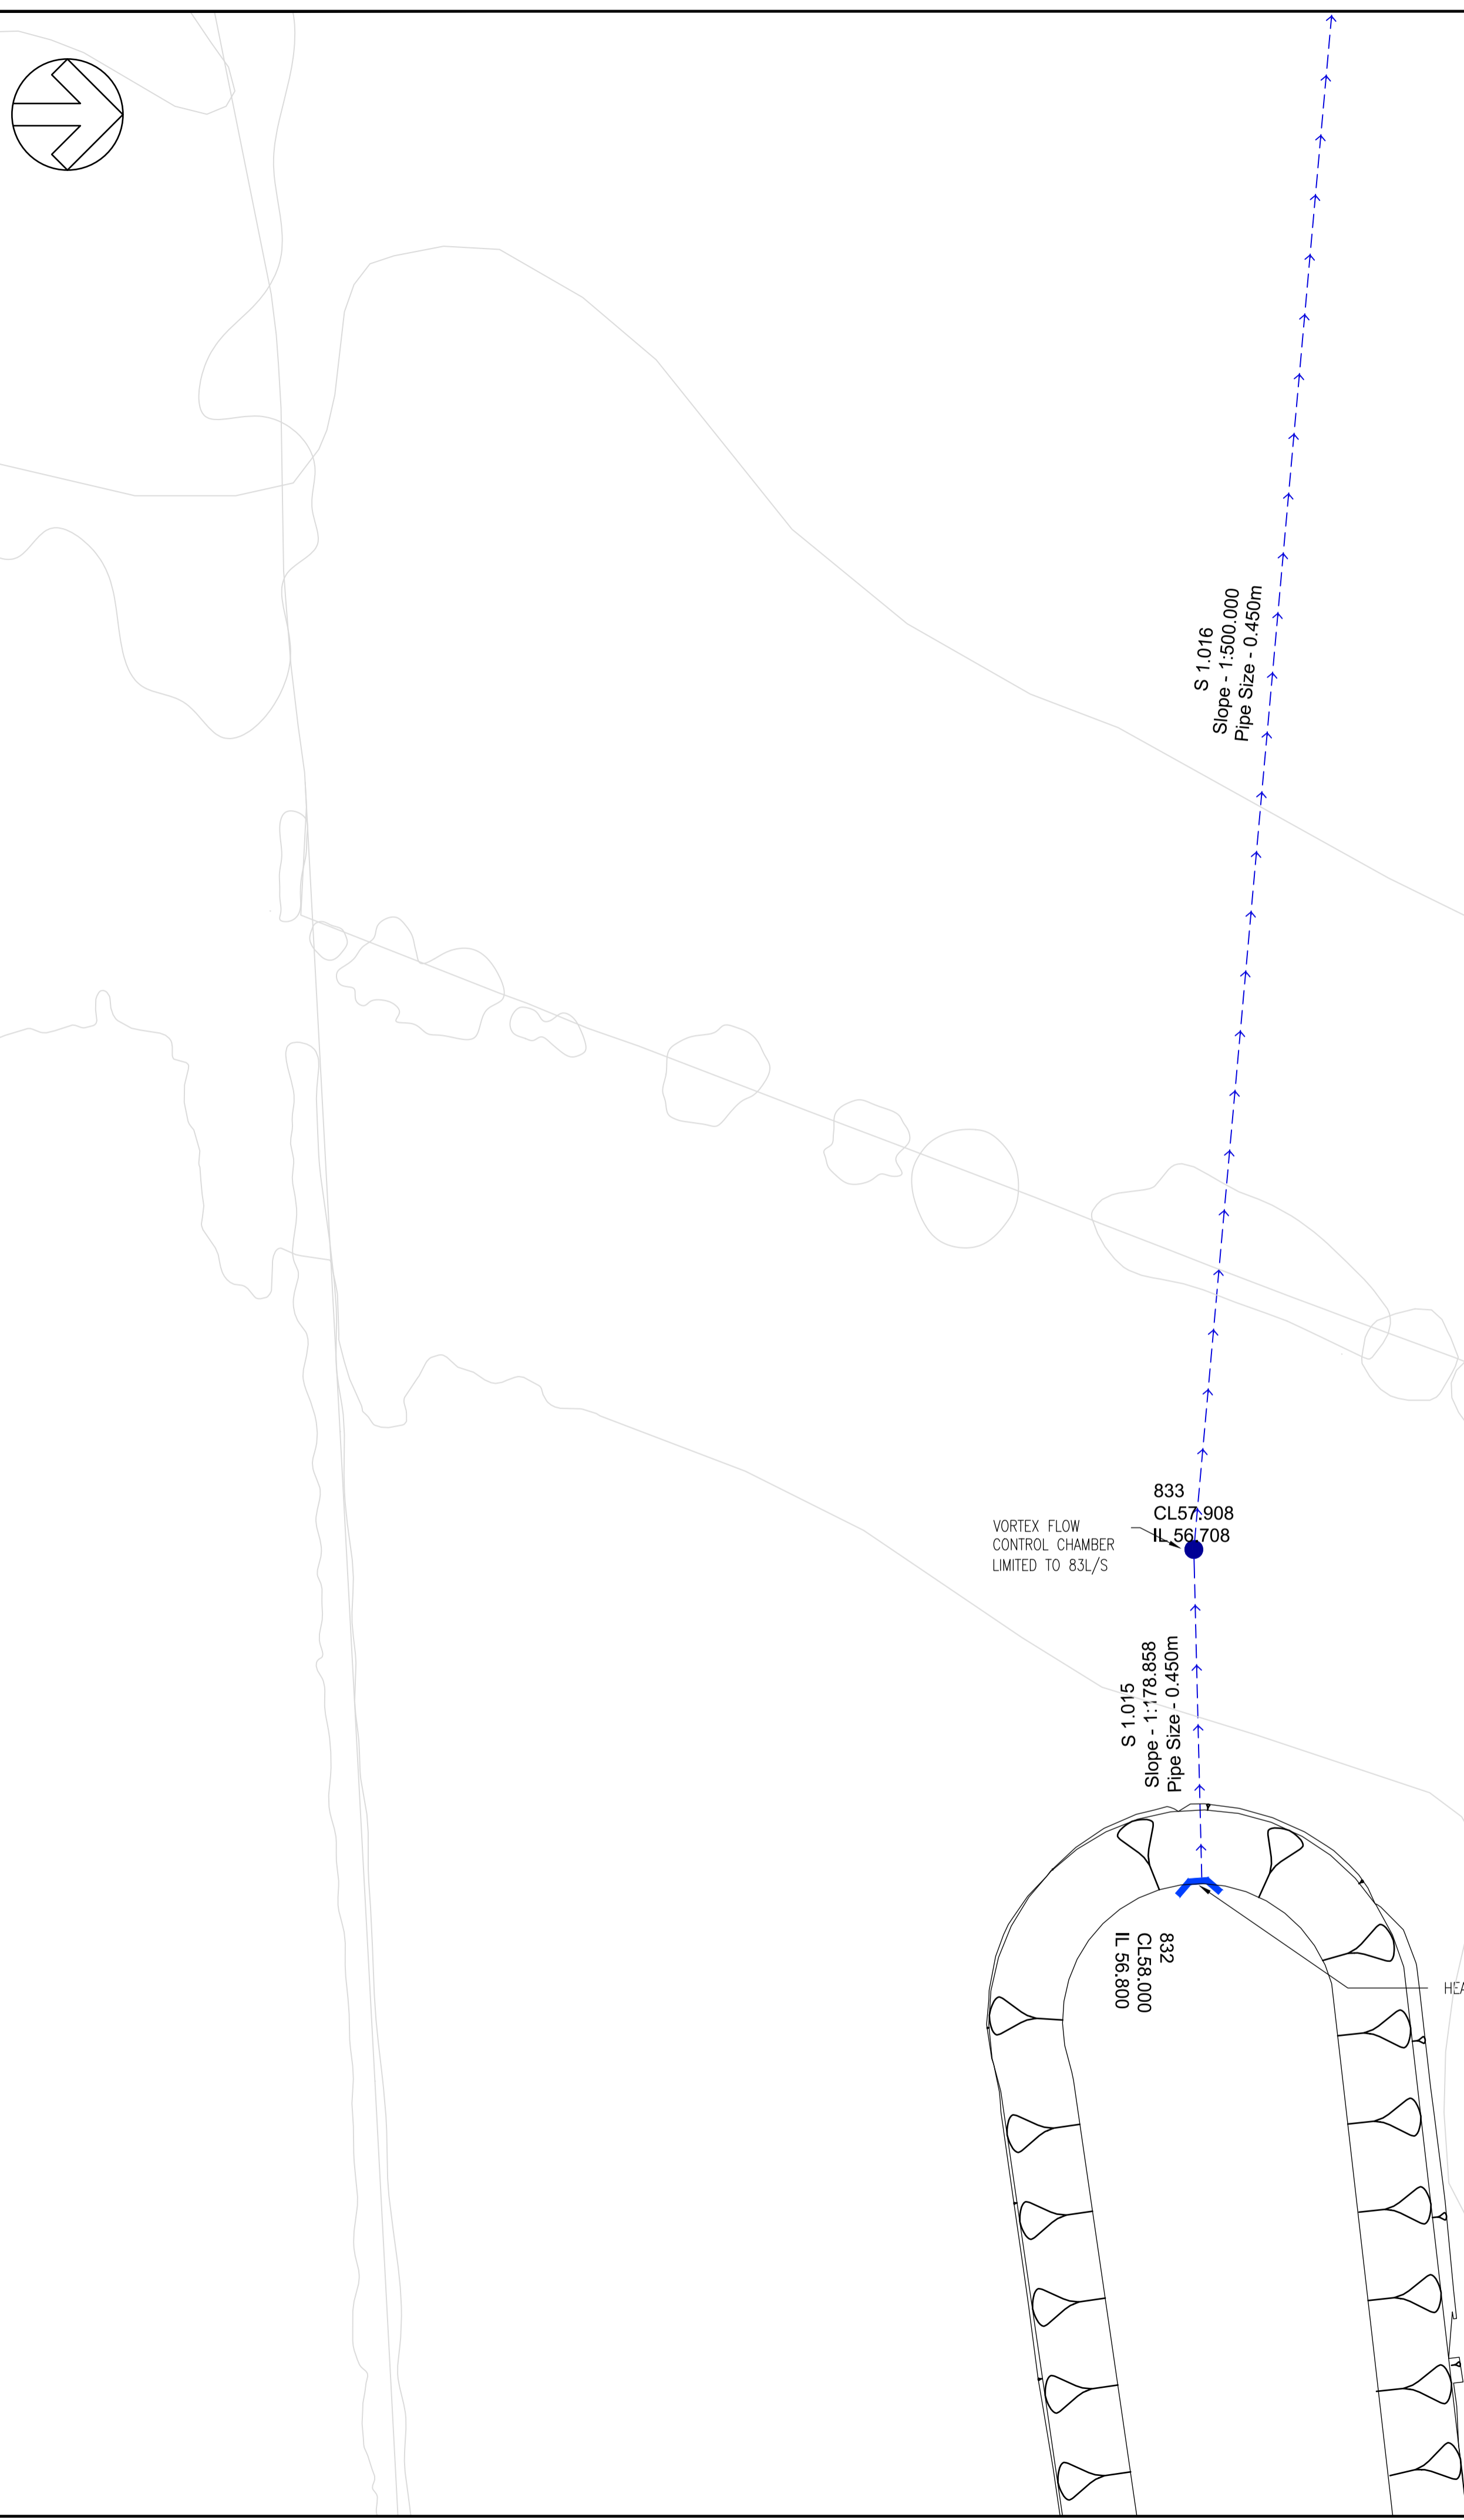 S 1.016
Slope - 1:500.000
Pipe Size - 0.450m
833
CL57.908
IL 56.708
VORTEX FLOW
CONTROL CHAMBER
LIMITED TO 83L/S
S 1.015
Slope - 1:178.858
Pipe Size - 0.450m
832
CL58.000
IL 56.800
HEA